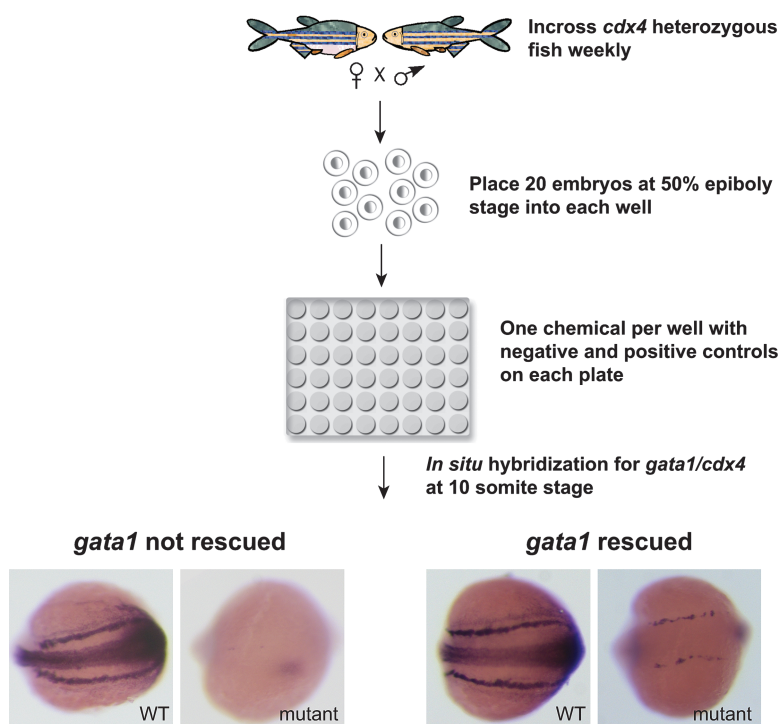 Incross cdx4 heterozygous
fish weekly
♀ X ♂
Place 20 embryos at 50% epiboly
stage into each well
One chemical per well with
negative and positive controls
on each plate
In situ hybridization for gata1/cdx4
at 10 somite stage
gata1 not rescued
gata1 rescued
WT
mutant
WT
mutant